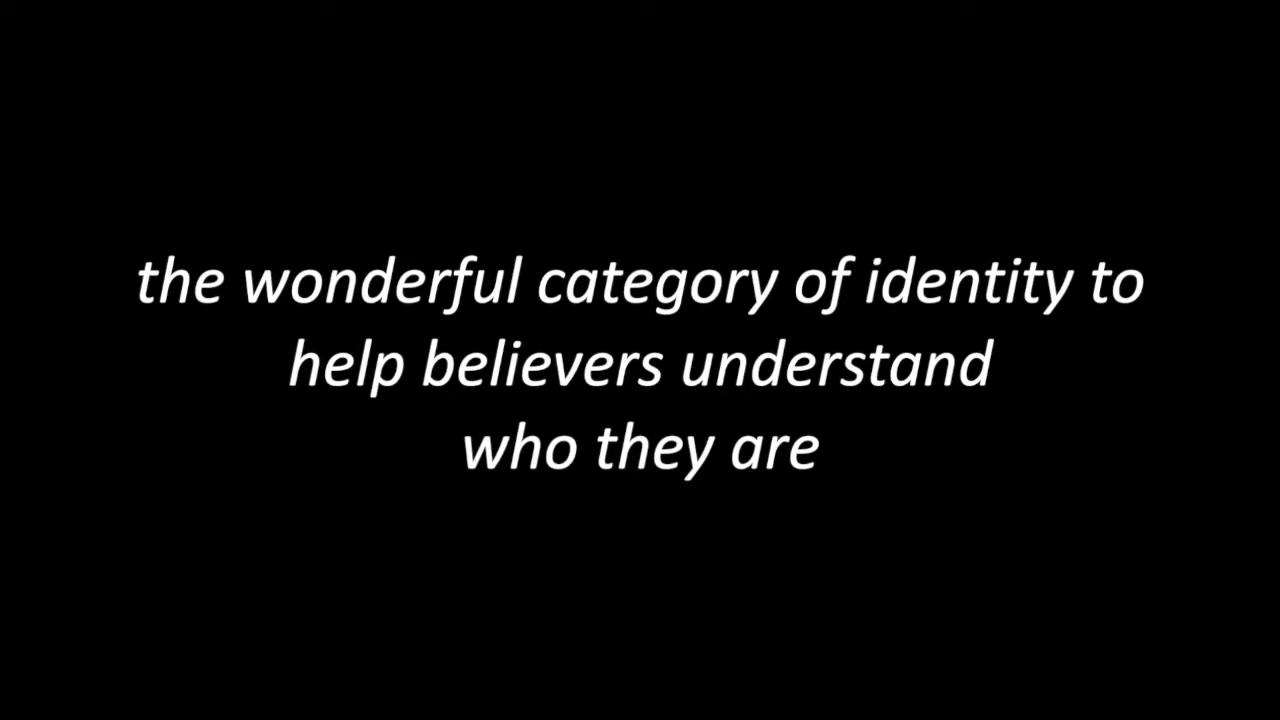 the wonderful category of identity to
help believers understand
who they are